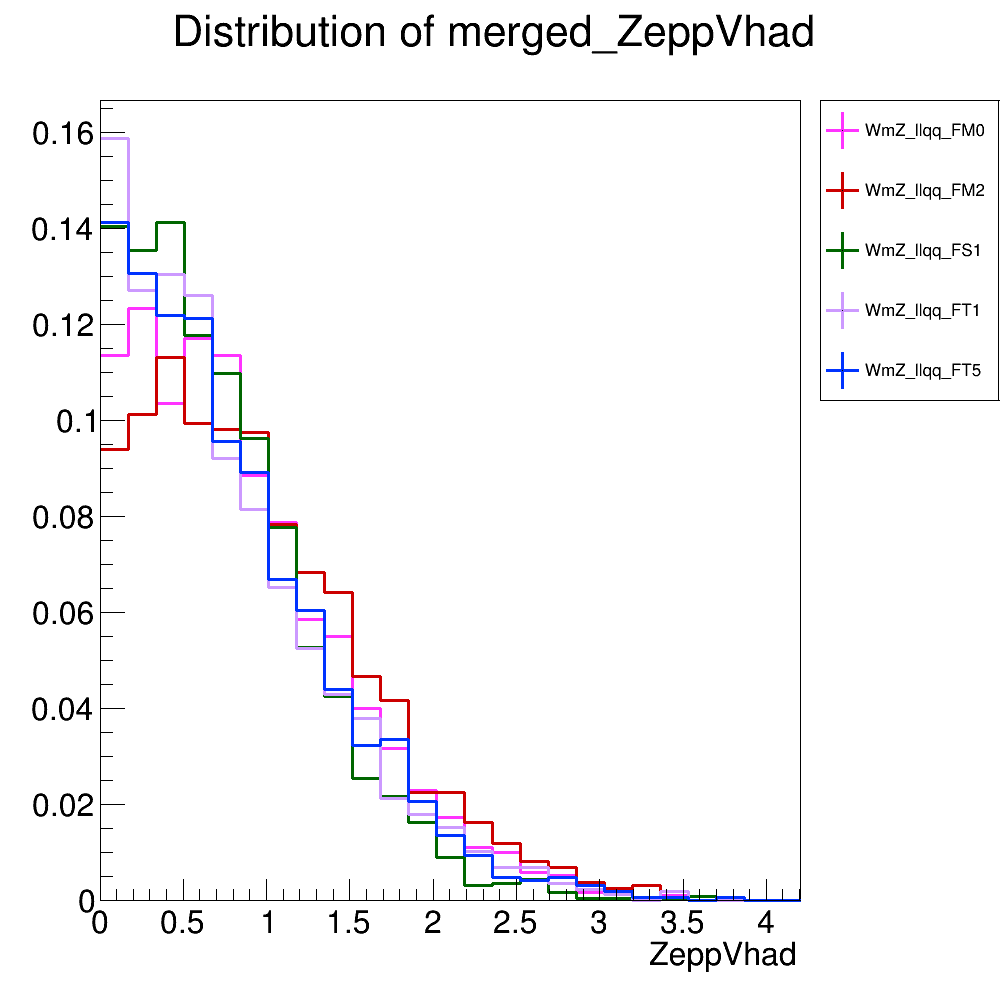 Distribution of merged_ZeppVhad
0.16
0.14
0.12
0.1
0.08
0.06
0.04
0.02
0
0 0.5 1 1.5 2 2.5 3 3.5 4
ZeppVhad
WmZ_llqq_FM0
WmZ_llqq_FM2
WmZ_llqq_FS1
WmZ_llqq_FT1
WmZ_llqq_FT5